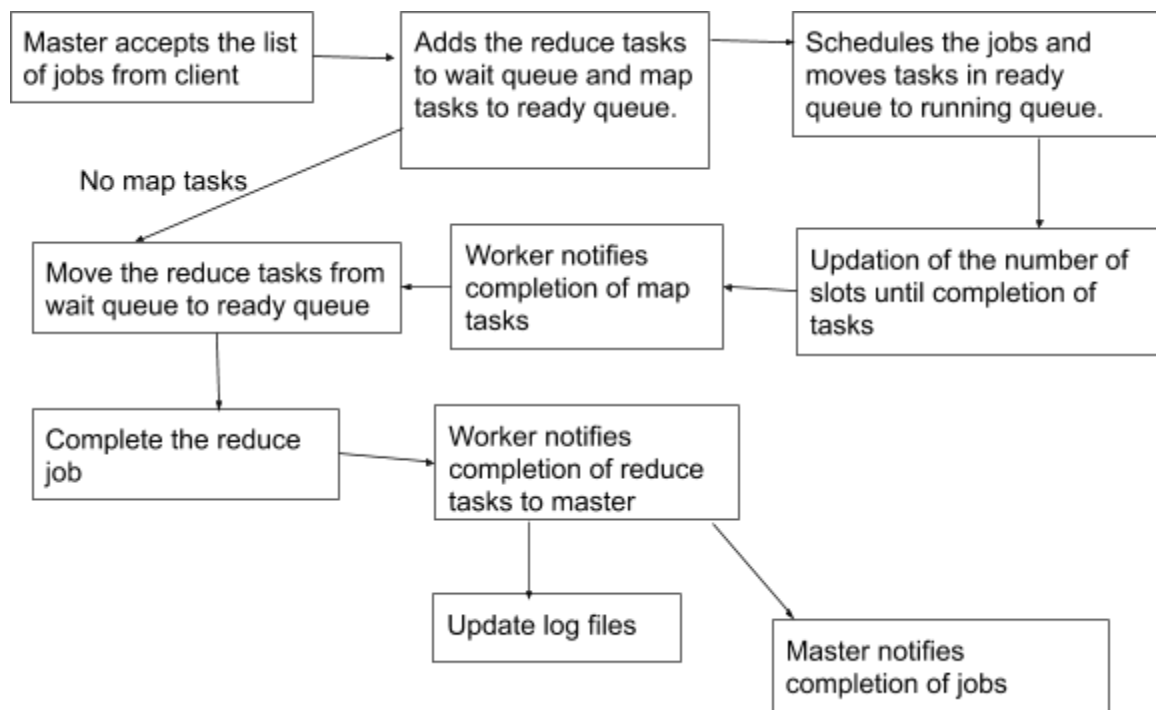 Master accepts the list
of jobs from client
Adds the reduce tasks
to wait queue and map
tasks to ready queue.
Schedules the jobs and
moves tasks in ready
queue to running queue.
No map tasks
Move the reduce tasks from
wait queue to ready queue
Worker notifies
completion of map
tasks
Updation of the number of
slots until completion of
tasks
Complete the reduce
job
Worker notifies
completion of reduce
tasks to master
Update log files
Master notifies
completion of jobs